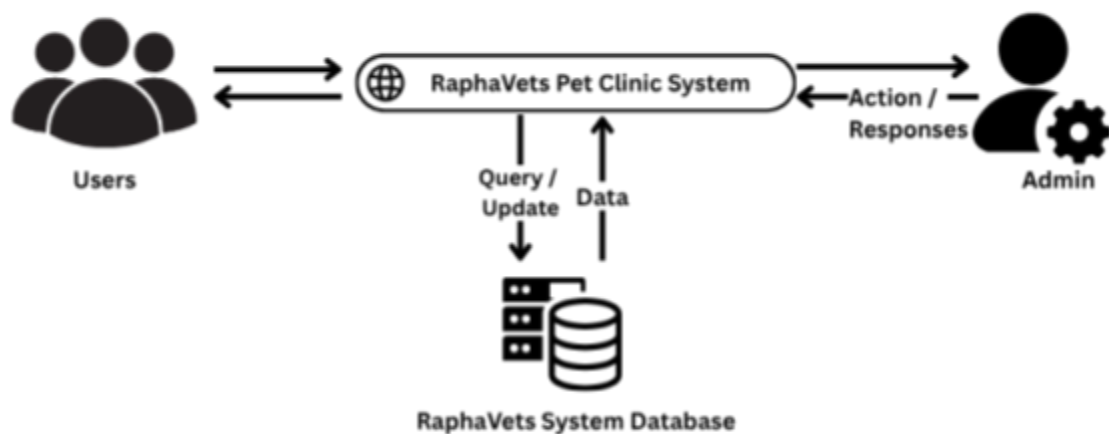 RaphaVets Pet Clinic System
Action /
Responses
Users
Query /
Update
Data
Admin
RaphaVets System Database